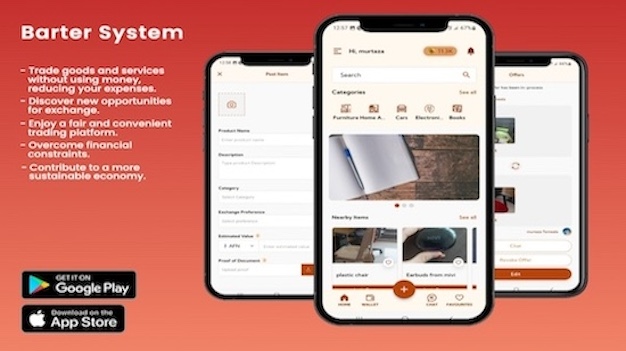 Barter System
- Trade goods and services
without using money,
reducing your expenses.
- Discover new opportunities
for exchange.
- Enjoy a fair and convenient
trading platform.
- Overcome financial
constraints.
- Contribute to a more
sustainable economy.
GET IT ON
Google Play
Download on the
App Store
Post Item
Product Name
Enter product name
Description
Type product Description
Category
Select Category
Exchange Preference
Select preference
Estimated Value
AFN
Enter estimated value
Proof of Document
Upload proof
12:57
Hi, murtaza
Search
Categories
See all
Furniture Home A... Cars Electroni... Books
Nearby Items
See all
plastic chair
Earbuds from mivi
HOME WALLET CHAT FAVOURITES
Offers
Chat
Revoke Offer
Edit